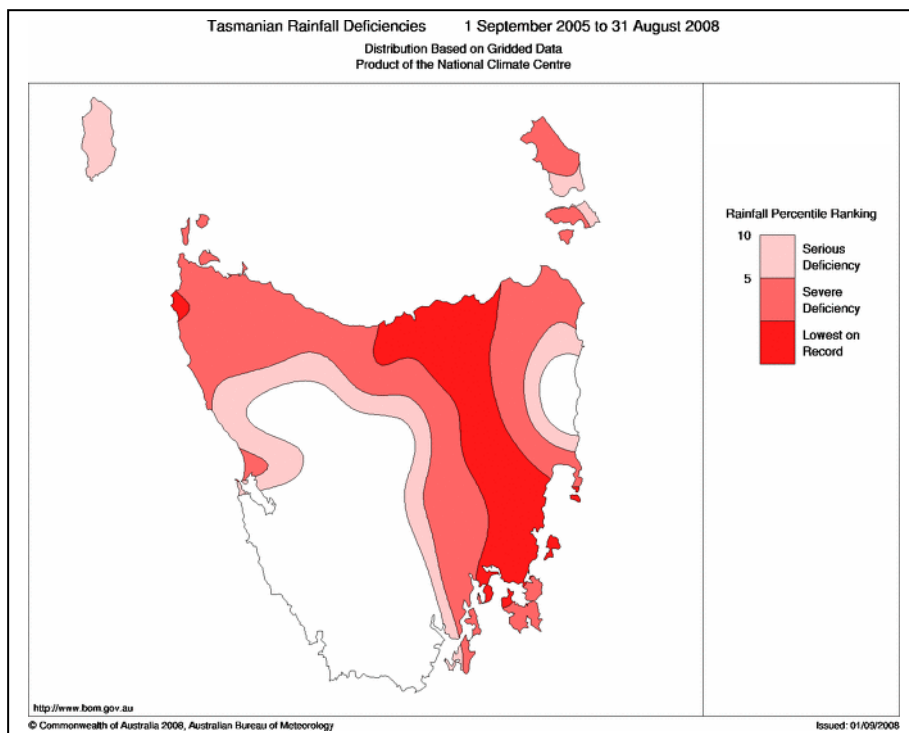 Tasmanian Rainfall Deficiencies 1 September 2005 to 31 August 2008
Distribution Based on Gridded Data
Product of the National Climate Centre
Rainfall Percentile Ranking
10
Serious
Deficiency
5
Severe
Deficiency
Lowest on
Record
http://www.bom.gov.au
© Commonwealth of Australia 2008, Australian Bureau of Meteorology
Issued: 01/09/2008